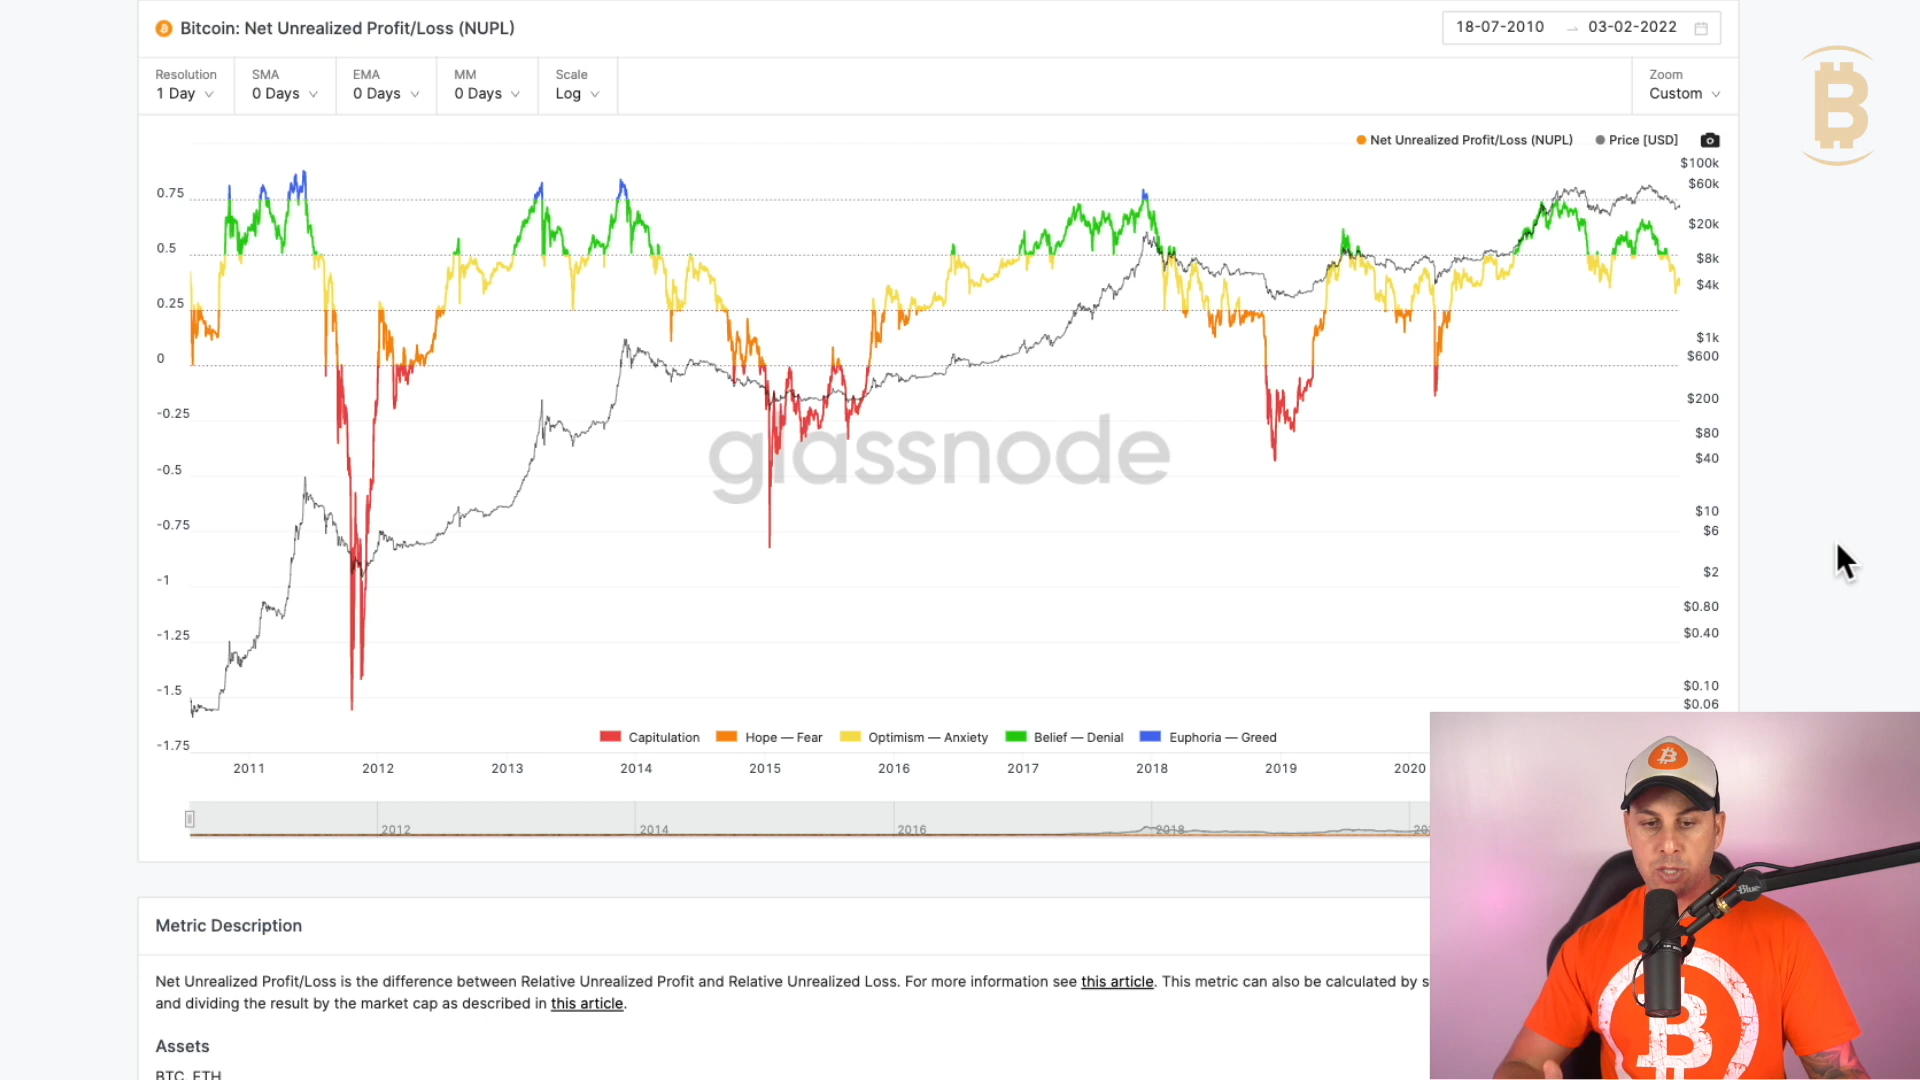 Bitcoin: Net Unrealized Profit/Loss (NUPL)
18-07-2010 → 03-02-2022
Resolution SMA EMA MM Scale Zoom
1 Day 0 Days 0 Days 0 Days Log Custom
Net Unrealized Profit/Loss (NUPL) Price [USD]
0.75
0.5
0.25
0
-0.25
-0.5
-0.75
-1
-1.25
-1.5
-1.75
$100k
$60k
$20k
$8k
$4k
$1k
$600
$200
$80
$40
$10
$6
$2
$0.80
$0.40
$0.10
$0.06
glassnode
Capitulation Hope — Fear Optimism — Anxiety Belief — Denial Euphoria — Greed
2011 2012 2013 2014 2015 2016 2017 2018 2019 2020
2012 2014 2016 2018 20
Metric Description
Net Unrealized Profit/Loss is the difference between Relative Unrealized Profit and Relative Unrealized Loss. For more information see this article. This metric can also be calculated by s
and dividing the result by the market cap as described in this article.
Assets
BTC, ETH
Blue